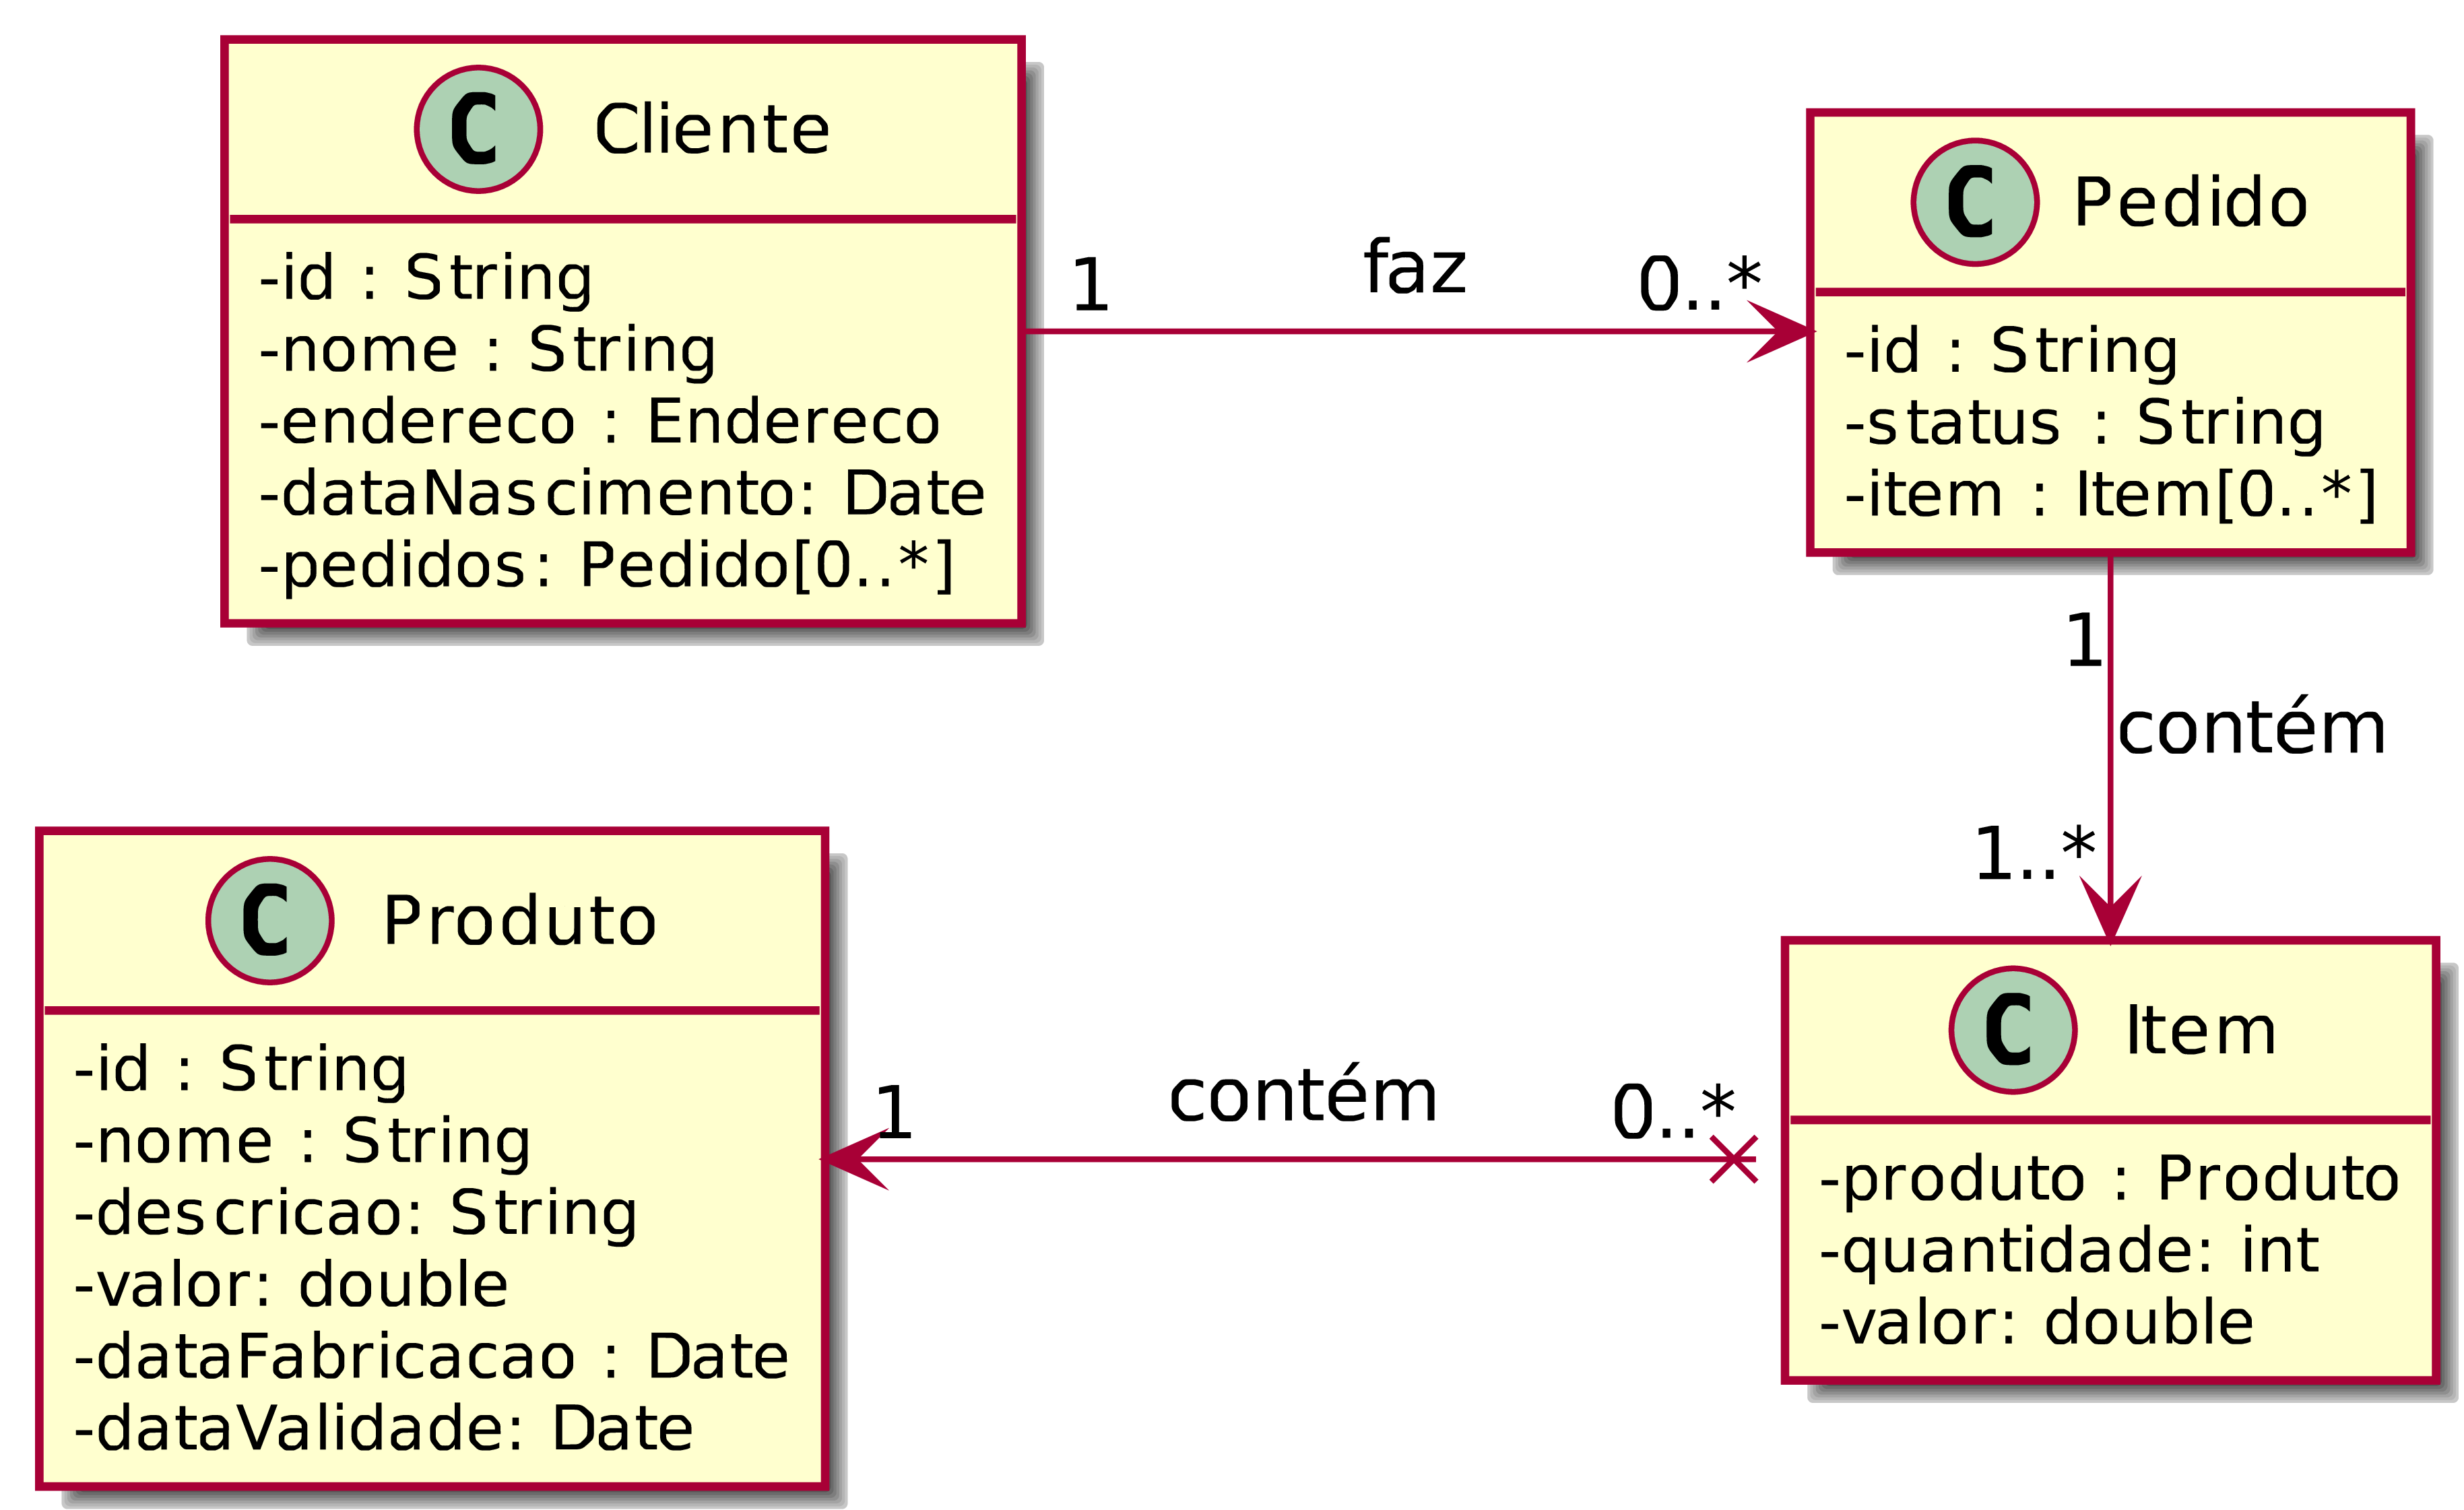 C Cliente
-id : String
-nome : String
-endereco : Endereco
-dataNascimento: Date
-pedidos: Pedido[0..*]
1
faz
0..*
C Pedido
-id : String
-status : String
-item : Item[0..*]
1
contém
1..*
C Produto
-id : String
-nome : String
-descricao: String
-valor: double
-dataFabricacao : Date
-dataValidade: Date
1
contém
0..*
C Item
-produto : Produto
-quantidade: int
-valor: double